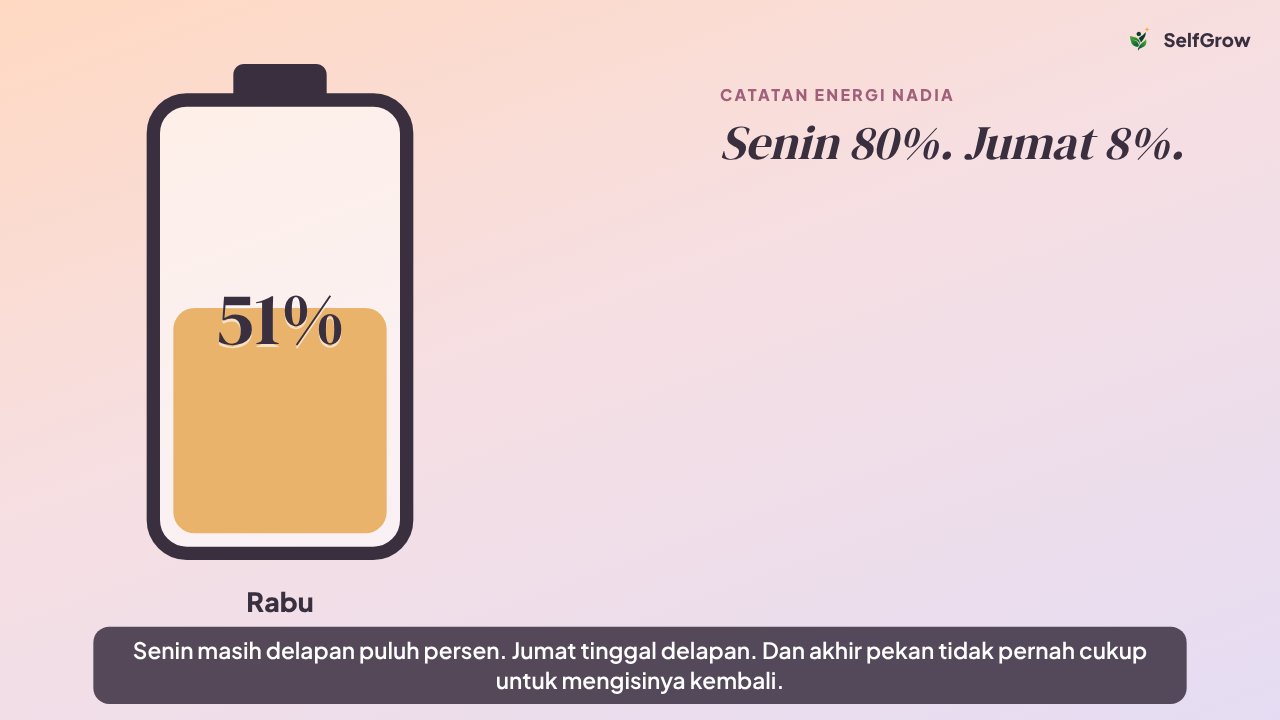 SelfGrow
CATATAN ENERGI NADIA
Senin 80%. Jumat 8%.
51%
Rabu
Senin masih delapan puluh persen. Jumat tinggal delapan. Dan akhir pekan tidak pernah cukup
untuk mengisinya kembali.